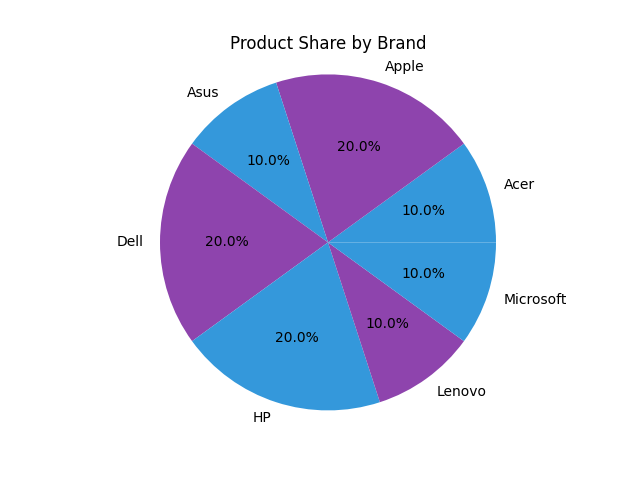 Product Share by Brand
Apple
Asus
20.0%
10.0%
Acer
10.0%
Dell
20.0%
10.0%
Microsoft
10.0%
20.0%
Lenovo
HP